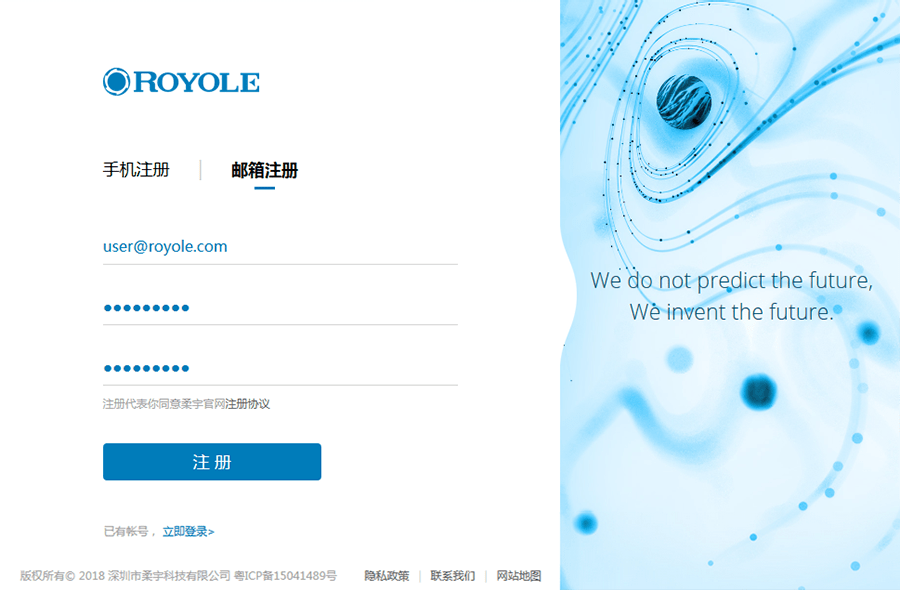 ROYOLE
手机注册 | 邮箱注册
user@royole.com
•••••••••
•••••••••
注册代表你同意柔宇官网注册协议
注 册
已有帐号， 立即登录>
版权所有© 2018 深圳市柔宇科技有限公司 粤ICP备15041489号 隐私政策 | 联系我们 | 网站地图
We do not predict the future,
We invent the future.